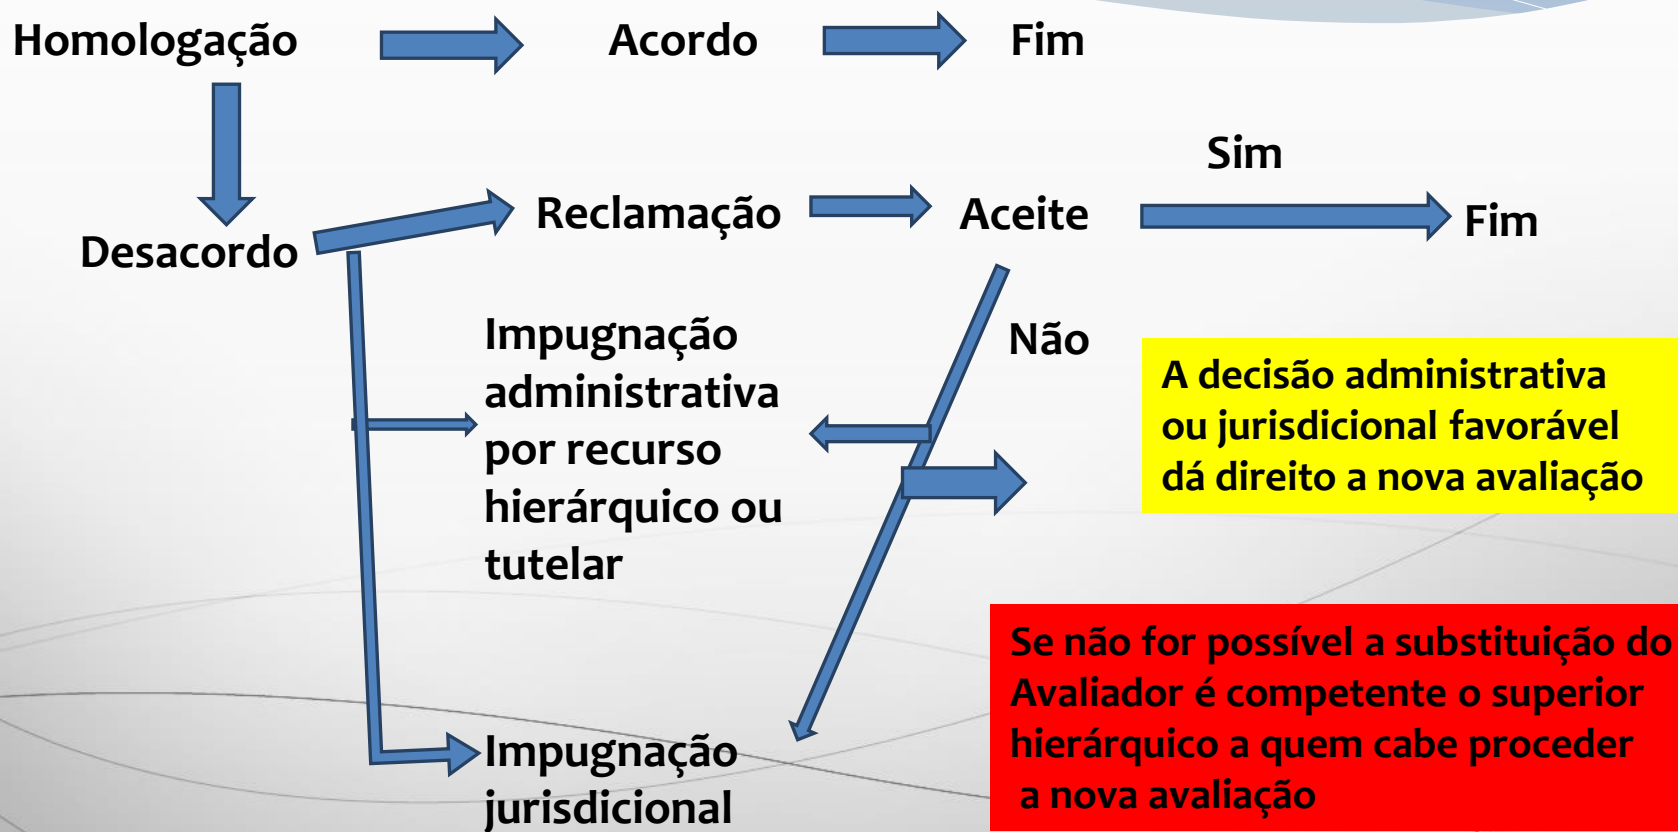 Homologação
Acordo
Fim
Sim
Reclamação
Aceite
Fim
Desacordo
Impugnação
administrativa
por recurso
hierárquico ou
tutelar
Não
A decisão administrativa
ou jurisdicional favorável
dá direito a nova avaliação
Se não for possível a substituição do
Avaliador é competente o superior
hierárquico a quem cabe proceder
a nova avaliação
Impugnação
jurisdicional